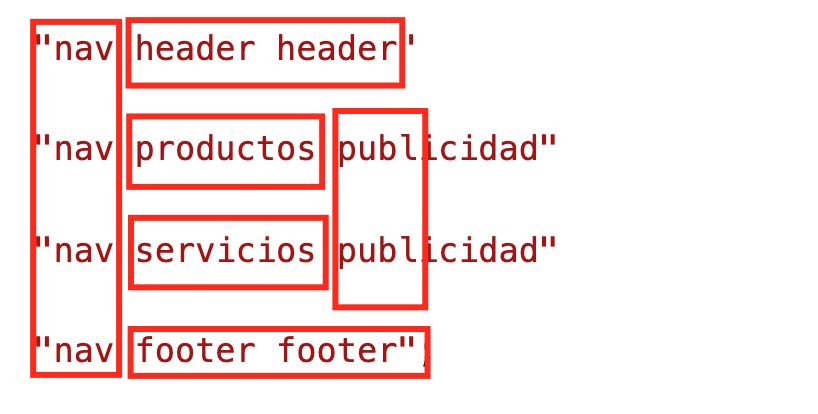 "nav header header"
"nav productos publicidad"
"nav servicios publicidad"
"nav footer footer";